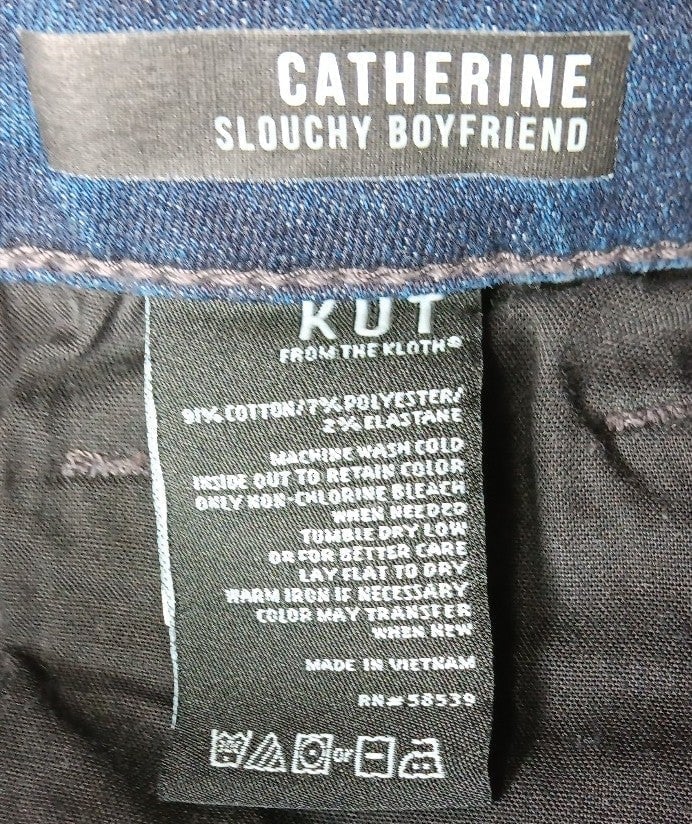 CATHERINE
SLOUCHY BOYFRIEND
KUT
FROM THE KLOTH®
91% COTTON/7% POLYESTER/
2% ELASTANE
MACHINE WASH COLD
INSIDE OUT TO RETAIN COLOR
ONLY NON-CHLORINE BLEACH
WHEN NEEDED
TUMBLE DRY LOW
OR FOR BETTER CARE
LAY FLAT TO DRY
WARM IRON IF NECESSARY
COLOR MAY TRANSFER
WHEN NEW
MADE IN VIETNAM
RN# 58539
or